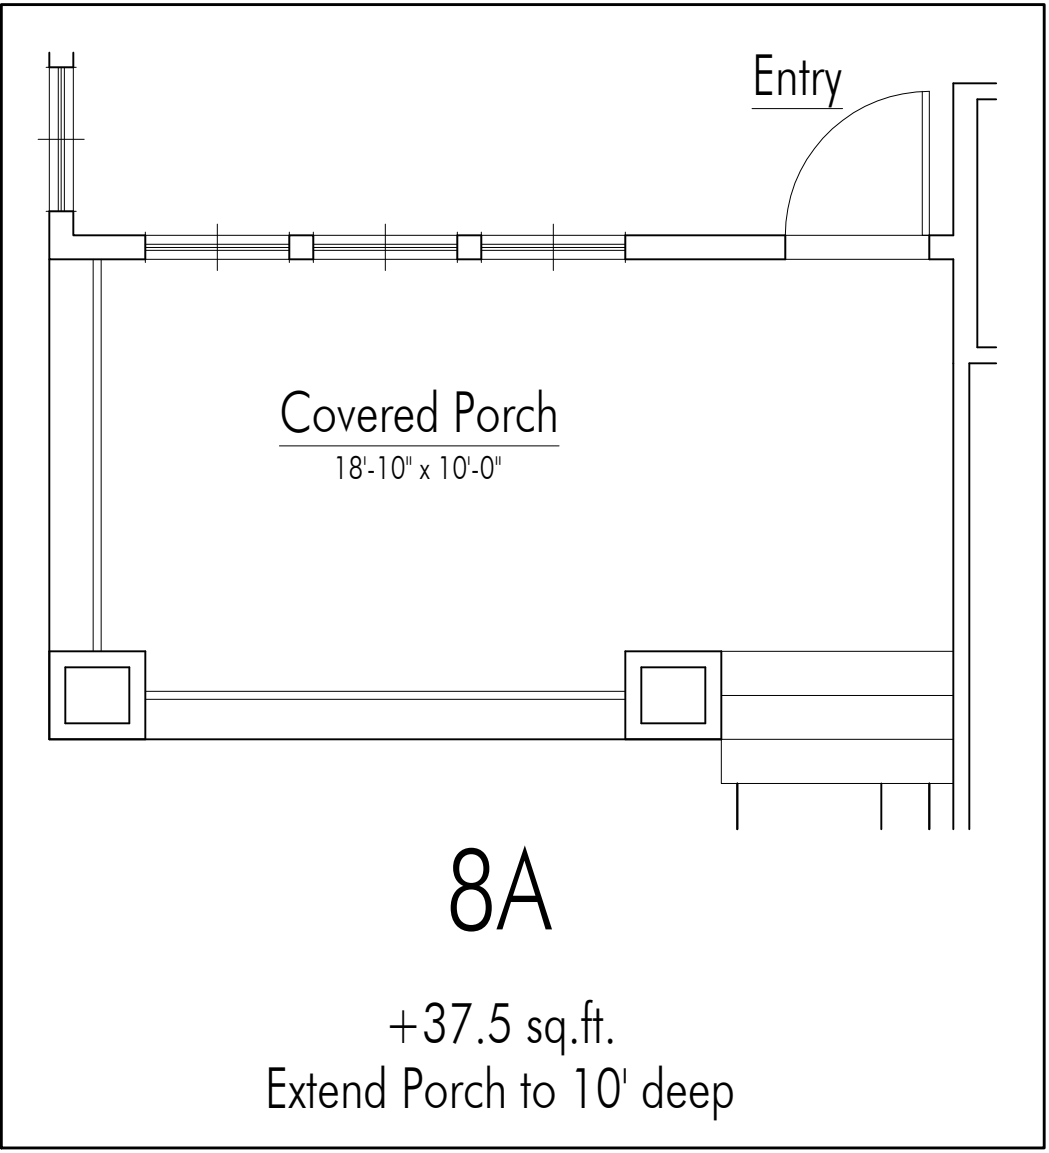 Entry
Covered Porch
18'-10" x 10'-0"
8A
+37.5 sq.ft.
Extend Porch to 10' deep